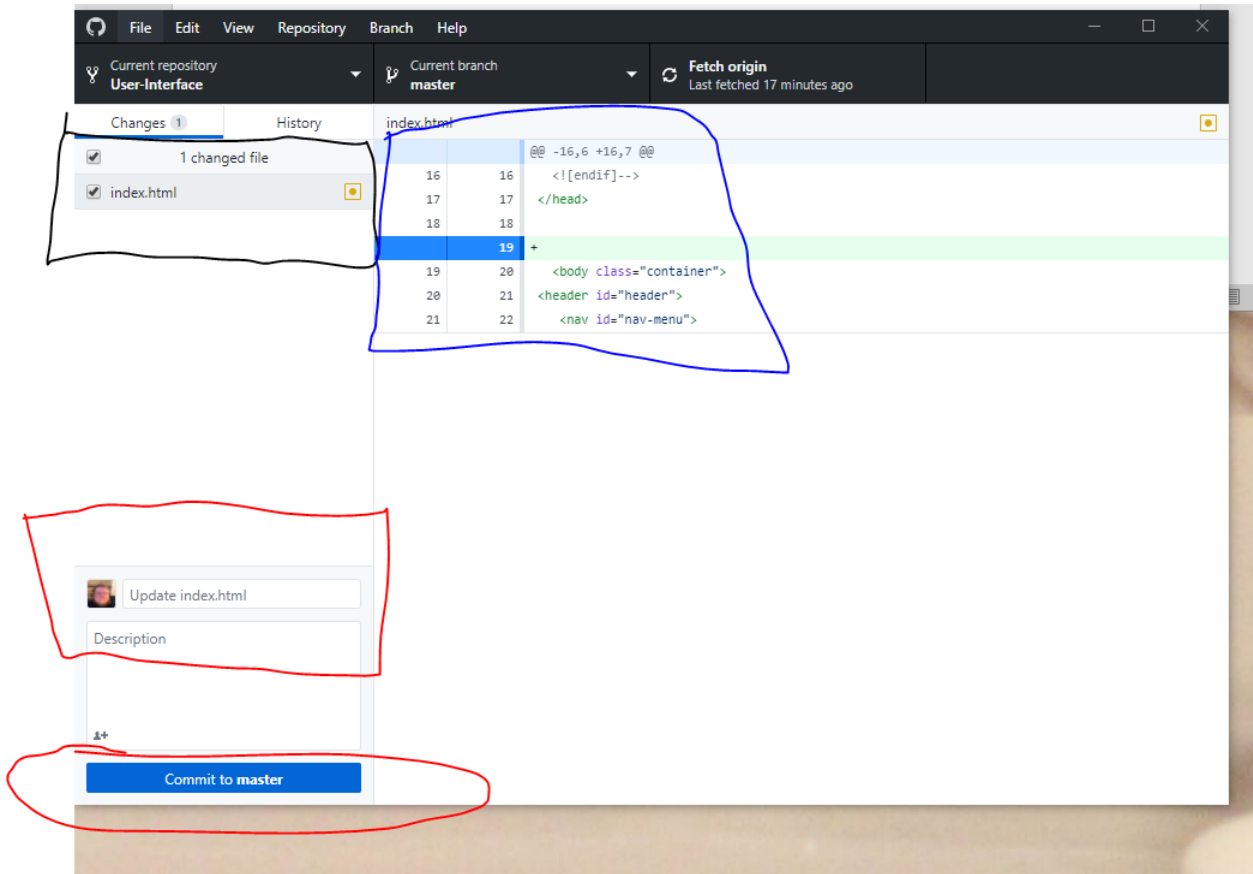 File Edit View Repository Branch Help
Current repository
User-Interface
Current branch
master
Fetch origin
Last fetched 17 minutes ago
Changes 1
History
index.html
1 changed file
index.html
@@ -16,6 +16,7 @@
16 16 <![endif]-->
17 17 </head>
18 18
19 +
19 20 <body class="container">
20 21 <header id="header">
21 22 <nav id="nav-menu">
Update index.html
Description
Commit to master